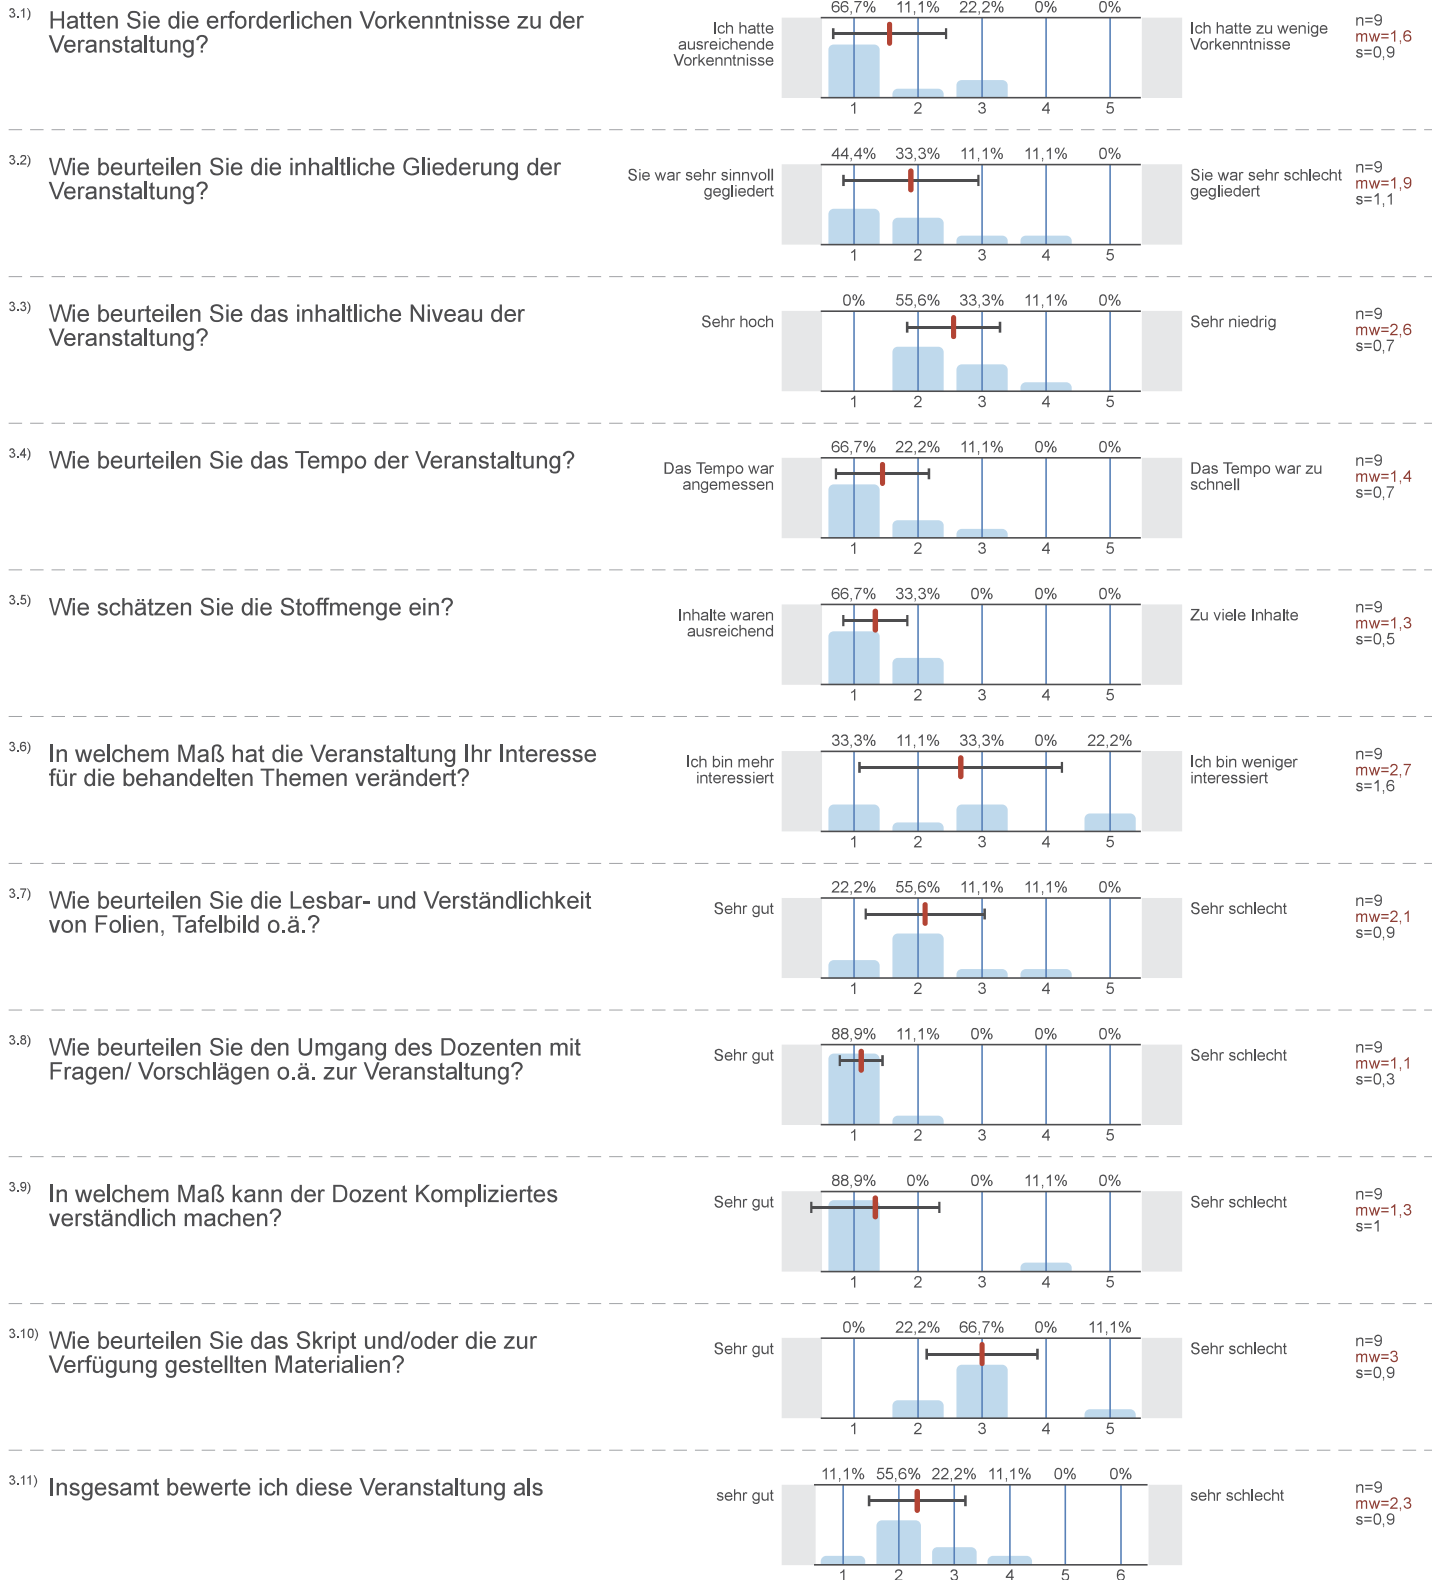 3.1) Hatten Sie die erforderlichen Vorkenntnisse zu der
Veranstaltung?
Ich hatte
ausreichende
Vorkenntnisse
66,7% 11,1% 22,2% 0% 0%
1 2 3 4 5
Ich hatte zu wenige
Vorkenntnisse
n=9
mw=1,6
s=0,9
3.2) Wie beurteilen Sie die inhaltliche Gliederung der
Veranstaltung?
Sie war sehr sinnvoll
gegliedert
44,4% 33,3% 11,1% 11,1% 0%
1 2 3 4 5
Sie war sehr schlecht
gegliedert
n=9
mw=1,9
s=1,1
3.3) Wie beurteilen Sie das inhaltliche Niveau der
Veranstaltung?
Sehr hoch
0% 55,6% 33,3% 11,1% 0%
1 2 3 4 5
Sehr niedrig
n=9
mw=2,6
s=0,7
3.4) Wie beurteilen Sie das Tempo der Veranstaltung?
Das Tempo war
angemessen
66,7% 22,2% 11,1% 0% 0%
1 2 3 4 5
Das Tempo war zu
schnell
n=9
mw=1,4
s=0,7
3.5) Wie schätzen Sie die Stoffmenge ein?
Inhalte waren
ausreichend
66,7% 33,3% 0% 0% 0%
1 2 3 4 5
Zu viele Inhalte
n=9
mw=1,3
s=0,5
3.6) In welchem Maß hat die Veranstaltung Ihr Interesse
für die behandelten Themen verändert?
Ich bin mehr
interessiert
33,3% 11,1% 33,3% 0% 22,2%
1 2 3 4 5
Ich bin weniger
interessiert
n=9
mw=2,7
s=1,6
3.7) Wie beurteilen Sie die Lesbar- und Verständlichkeit
von Folien, Tafelbild o.ä.?
Sehr gut
22,2% 55,6% 11,1% 11,1% 0%
1 2 3 4 5
Sehr schlecht
n=9
mw=2,1
s=0,9
3.8) Wie beurteilen Sie den Umgang des Dozenten mit
Fragen/ Vorschlägen o.ä. zur Veranstaltung?
Sehr gut
88,9% 11,1% 0% 0% 0%
1 2 3 4 5
Sehr schlecht
n=9
mw=1,1
s=0,3
3.9) In welchem Maß kann der Dozent Kompliziertes
verständlich machen?
Sehr gut
88,9% 0% 0% 11,1% 0%
1 2 3 4 5
Sehr schlecht
n=9
mw=1,3
s=1
3.10) Wie beurteilen Sie das Skript und/oder die zur
Verfügung gestellten Materialien?
Sehr gut
0% 22,2% 66,7% 0% 11,1%
1 2 3 4 5
Sehr schlecht
n=9
mw=3
s=0,9
3.11) Insgesamt bewerte ich diese Veranstaltung als
sehr gut
11,1% 55,6% 22,2% 11,1% 0% 0%
1 2 3 4 5 6
sehr schlecht
n=9
mw=2,3
s=0,9